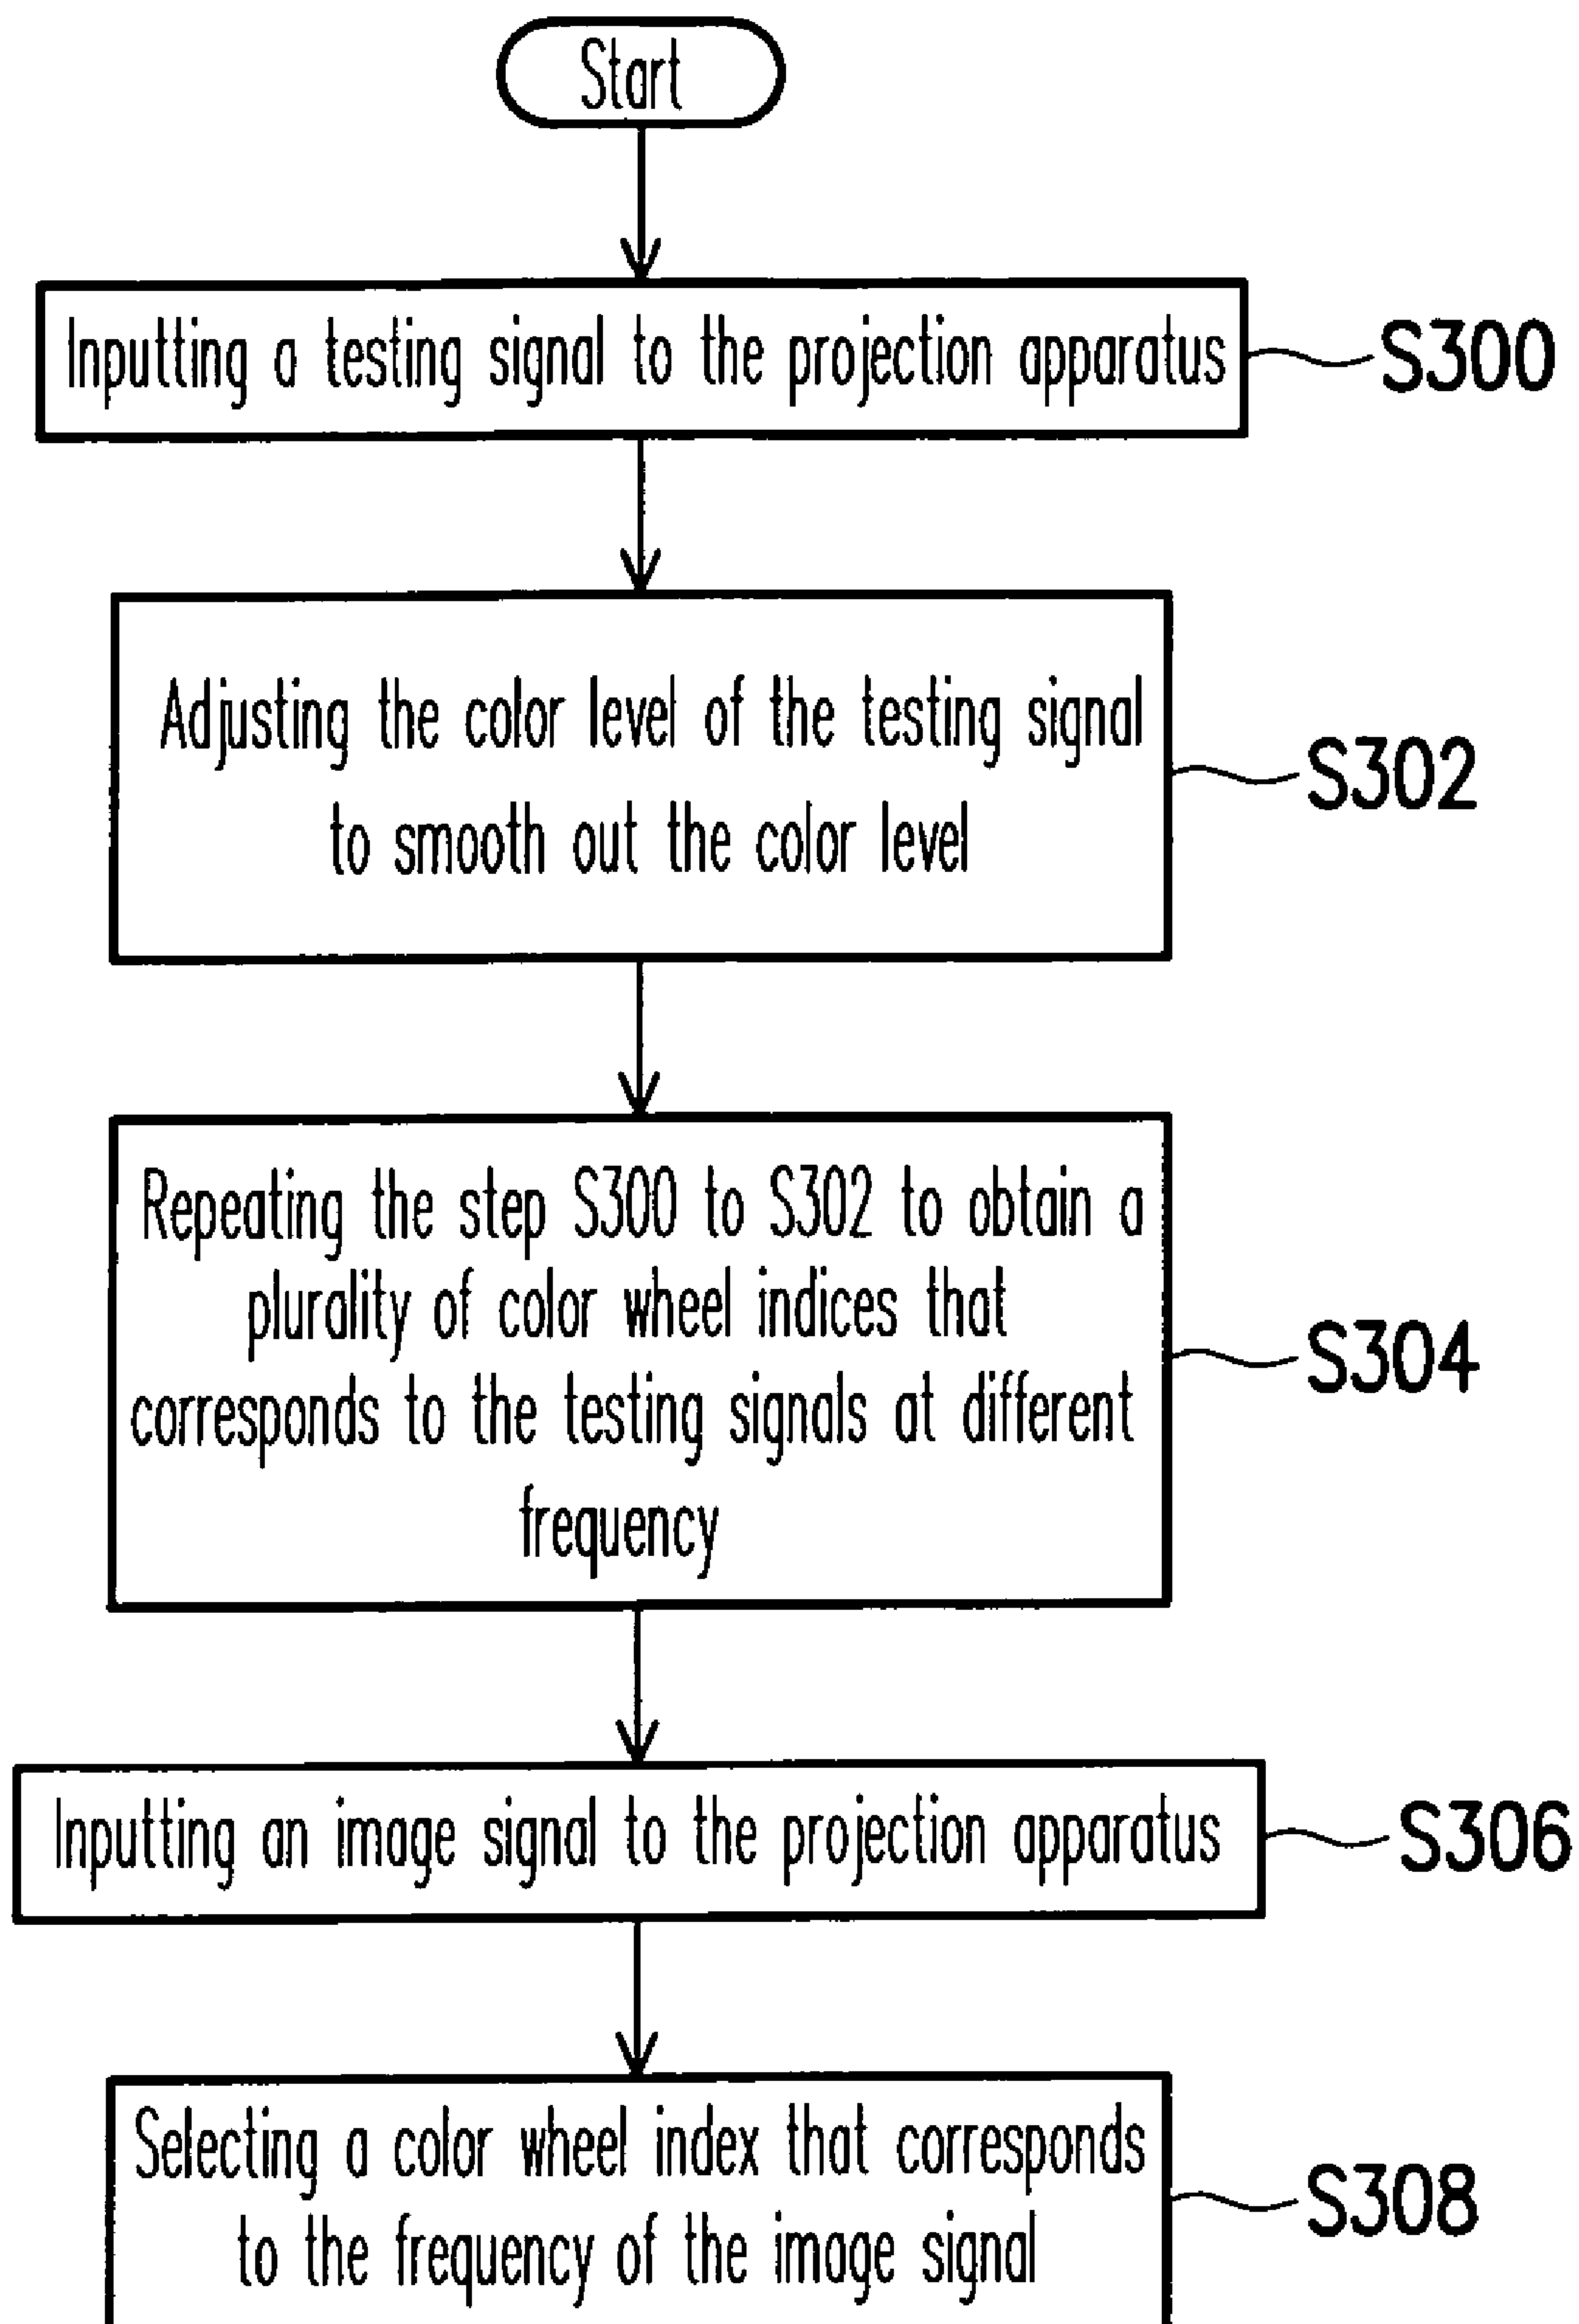 Start
Inputting a testing signal to the projection apparatus
S300
Adjusting the color level of the testing signal
to smooth out the color level
S302
Repeating the step S300 to S302 to obtain a
plurality of color wheel indices that
corresponds to the testing signals at different
frequency
S304
Inputting an image signal to the projection apparatus
S306
Selecting a color wheel index that corresponds
to the frequency of the image signal
S308